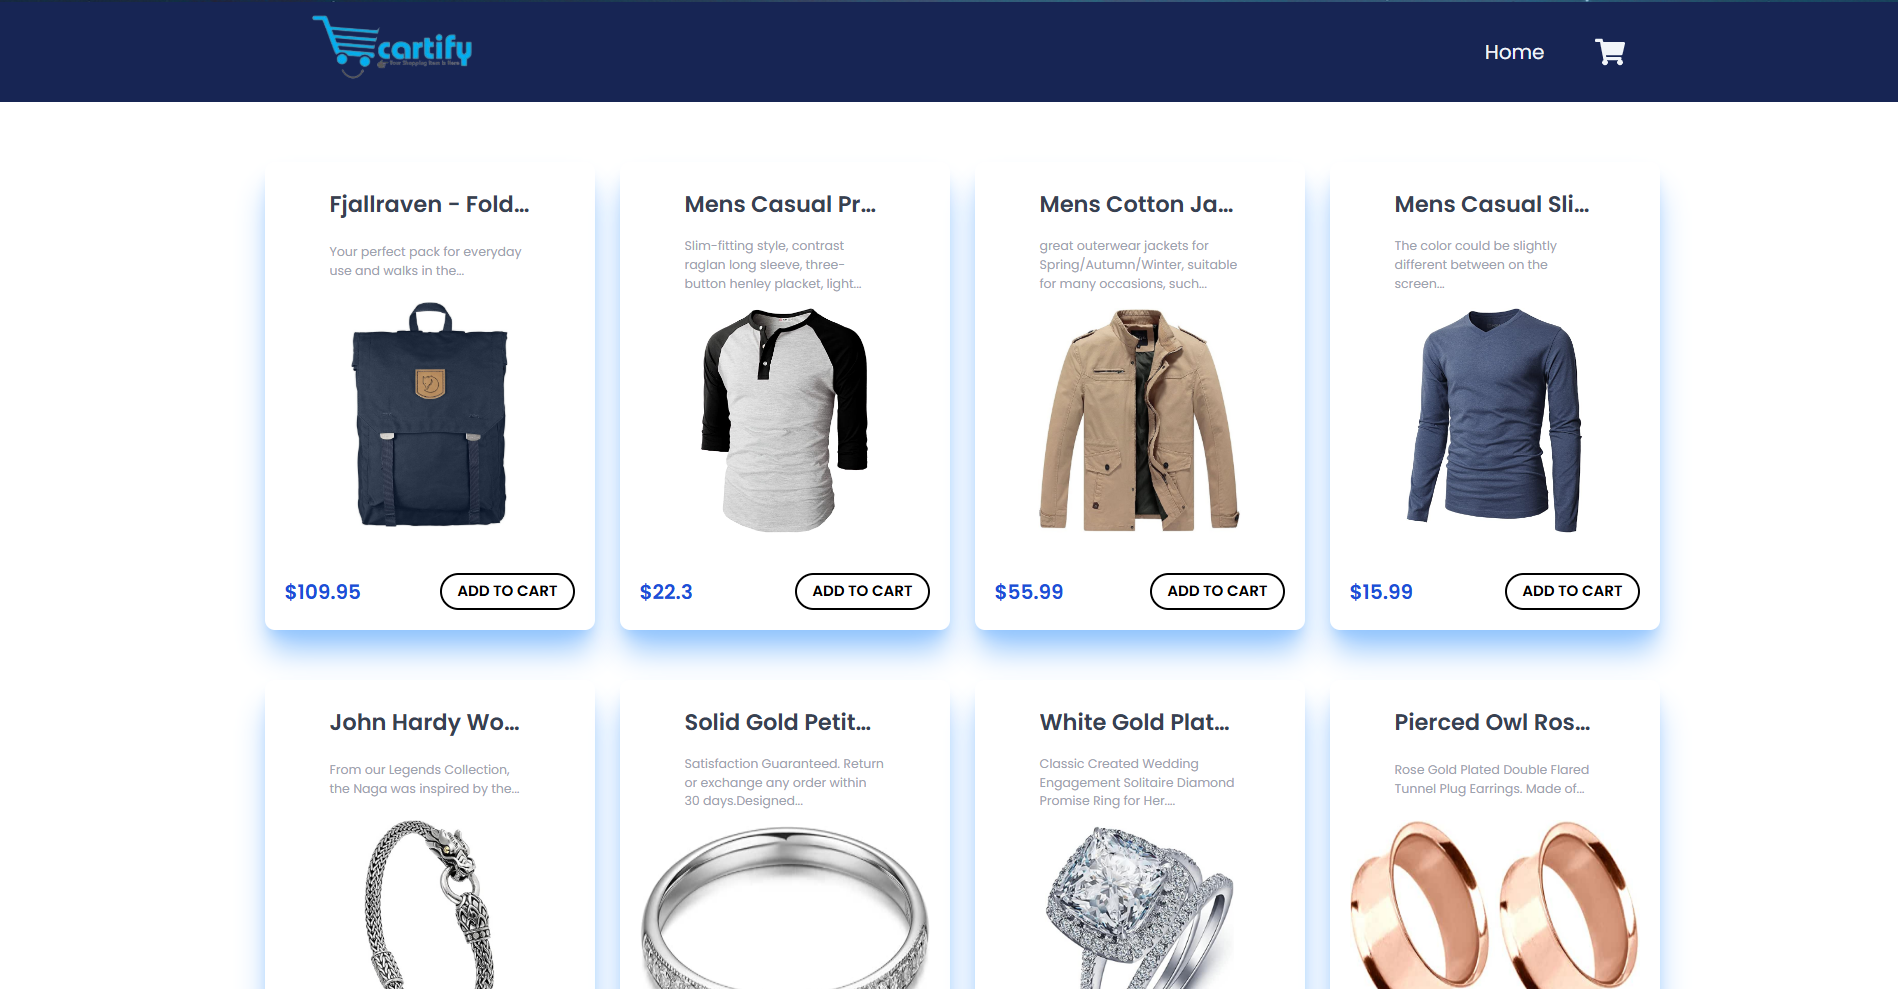 cartify
Your Shopping Item Is Here
Home
Fjallraven - Fold...
Your perfect pack for everyday
use and walks in the...
$109.95
ADD TO CART
Mens Casual Pr...
Slim-fitting style, contrast
raglan long sleeve, three-
button henley placket, light...
$22.3
ADD TO CART
Mens Cotton Ja...
great outerwear jackets for
Spring/Autumn/Winter, suitable
for many occasions, such...
$55.99
ADD TO CART
Mens Casual Sli...
The color could be slightly
different between on the
screen...
$15.99
ADD TO CART
John Hardy Wo...
From our Legends Collection,
the Naga was inspired by the...
Solid Gold Petit...
Satisfaction Guaranteed. Return
or exchange any order within
30 days.Designed...
White Gold Plat...
Classic Created Wedding
Engagement Solitaire Diamond
Promise Ring for Her....
Pierced Owl Ros...
Rose Gold Plated Double Flared
Tunnel Plug Earrings. Made of...